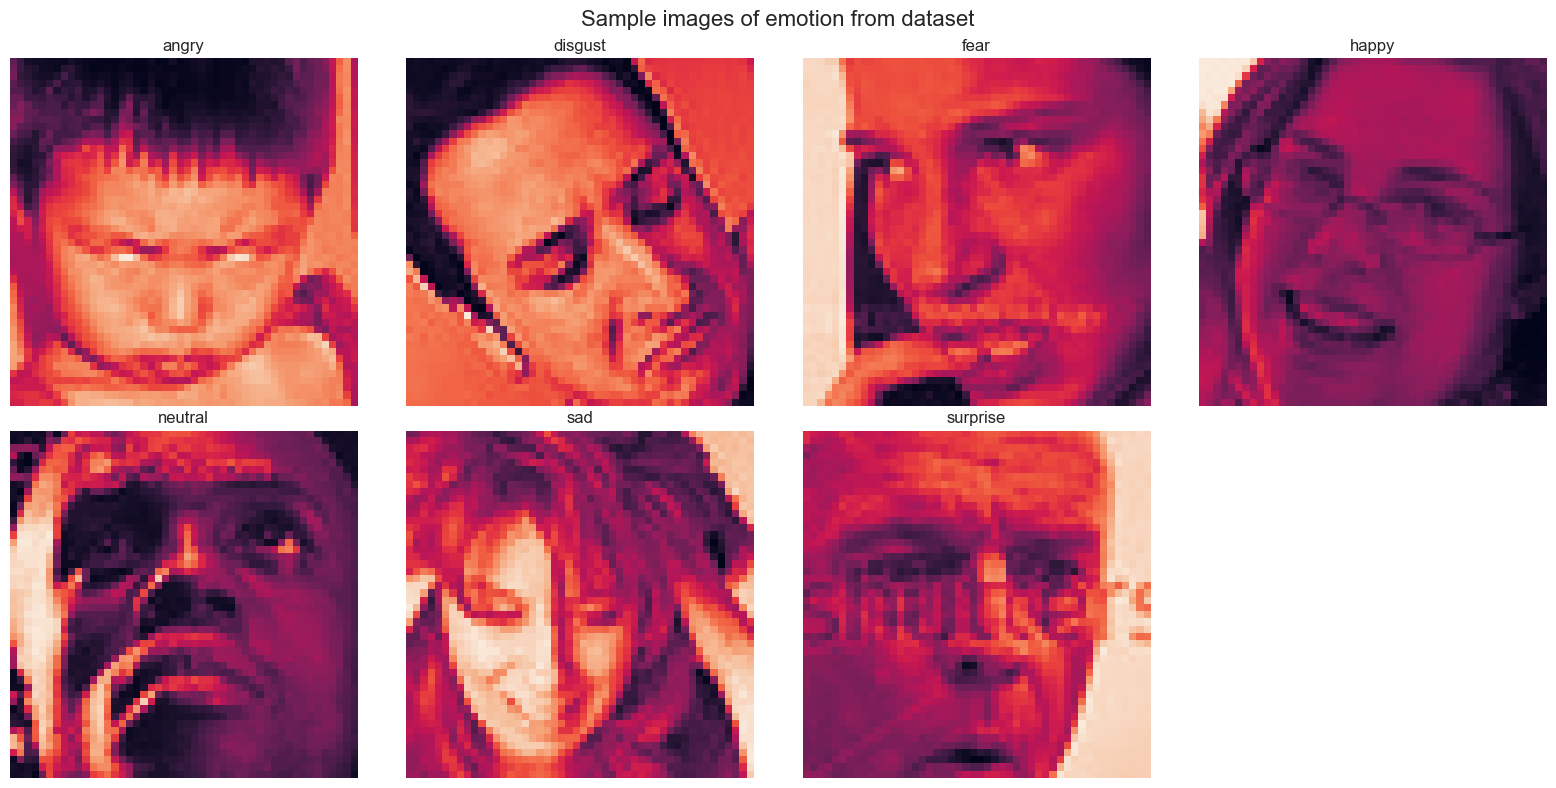 Sample images of emotion from dataset
angry
disgust
fear
happy
neutral
sad
surprise